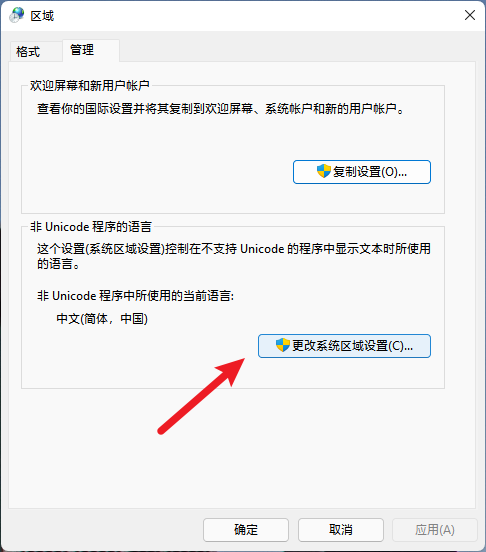 区域
格式
管理
欢迎屏幕和新用户帐户
查看你的国际设置并将其复制到欢迎屏幕、系统帐户和新的用户帐户。
复制设置(O)...
非 Unicode 程序的语言
这个设置(系统区域设置)控制在不支持 Unicode 的程序中显示文本时所使用
的语言。
非 Unicode 程序中所使用的当前语言:
中文(简体，中国)
更改系统区域设置(C)...
确定
取消
应用(A)